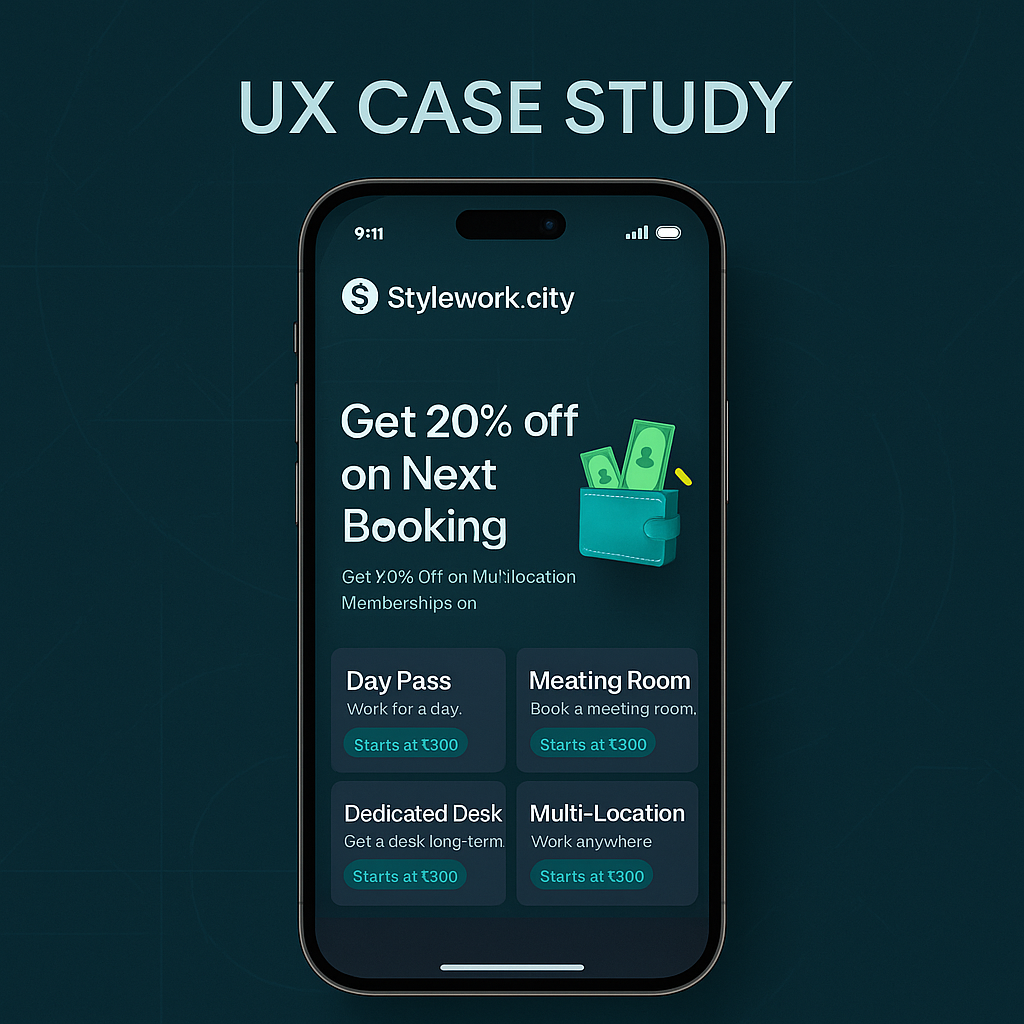 UX CASE STUDY
9:11
$ Stylework.city
Get 20% off
on Next
Booking
Get Off on Multilocation
Memberships on
Day Pass
Work for a day.
Starts at ₹300
Meating Room
Book a meeting room.
Starts at ₹300
Dedicated Desk
Get a desk long-term.
Starts at ₹300
Multi-Location
Work anywhere
Starts at ₹300